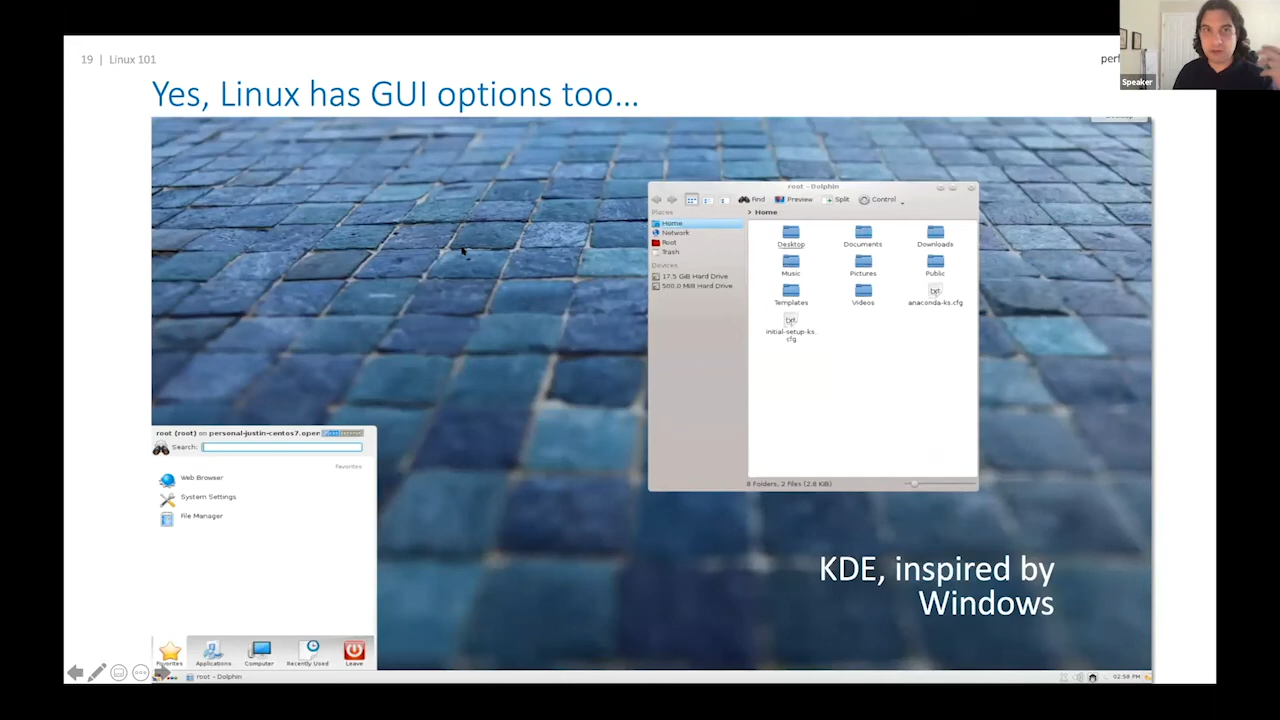 19 | Linux 101
Speaker
Yes, Linux has GUI options too...
root – Dolphin
Find
Preview
Split
Control
Places
Home
Network
Root
Trash
Devices
17.5 GiB Hard Drive
500.0 MiB Hard Drive
> Home
Desktop
Documents
Downloads
Music
Pictures
Public
Templates
Videos
anaconda-ks.cfg
initial-setup-ks.
cfg
8 Folders, 2 Files (2.8 KiB)
root (root) on personal-justin-centos7.open
Search:
Favorites
Web Browser
System Settings
File Manager
Favorites
Applications
Computer
Recently Used
Leave
KDE, inspired by
Windows
root – Dolphin
02:58 PM